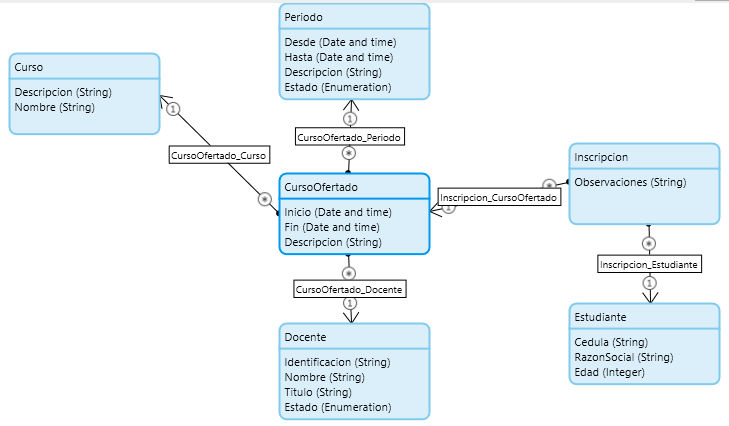 Periodo
Desde (Date and time)
Hasta (Date and time)
Descripcion (String)
Estado (Enumeration)
Curso
Descripcion (String)
Nombre (String)
1
1
CursoOfertado_Periodo
*
CursoOfertado_Curso
Inscripcion
Observaciones (String)
CursoOfertado
Inicio (Date and time)
Fin (Date and time)
Descripcion (String)
*
*
Inscripcion_CursoOfertado
1
*
Inscripcion_Estudiante
1
*
CursoOfertado_Docente
1
Estudiante
Cedula (String)
RazonSocial (String)
Edad (Integer)
Docente
Identificacion (String)
Nombre (String)
Titulo (String)
Estado (Enumeration)